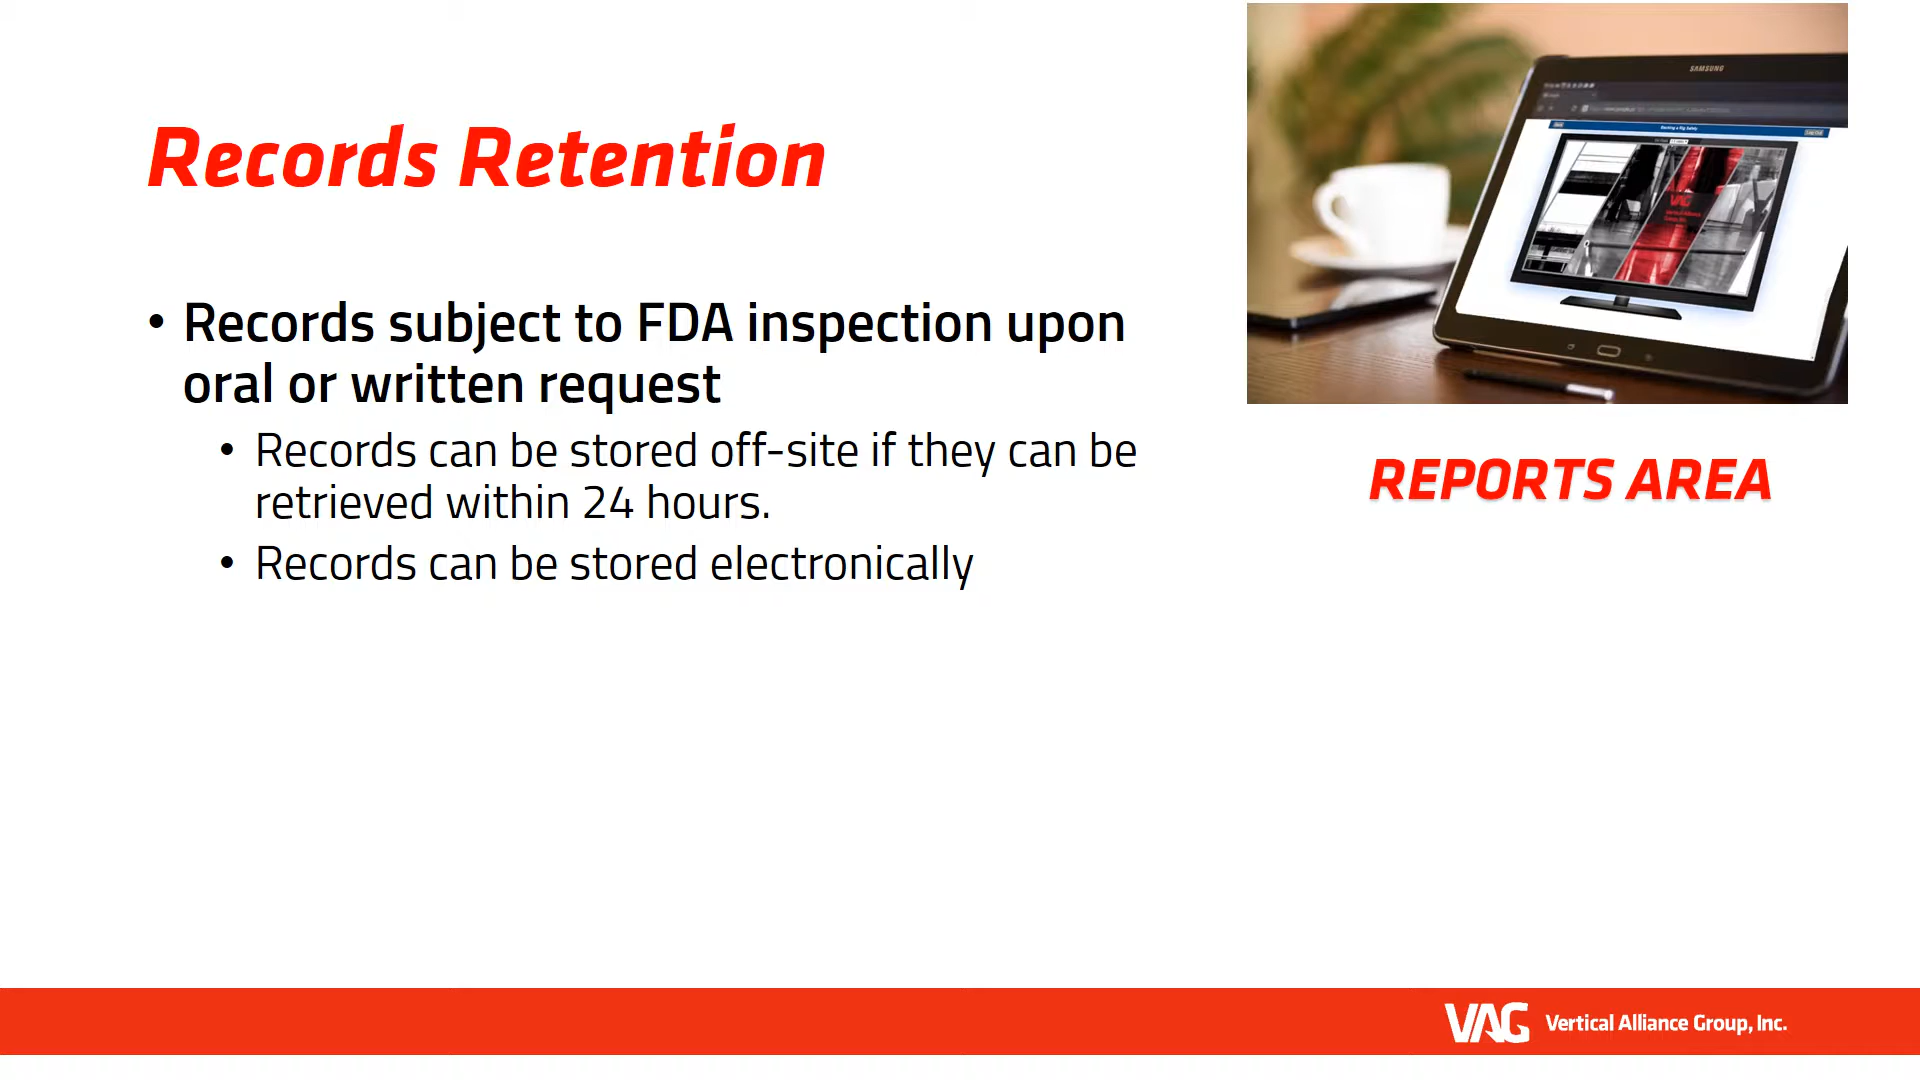 Records Retention
• Records subject to FDA inspection upon
oral or written request
• Records can be stored off-site if they can be
retrieved within 24 hours.
• Records can be stored electronically
SAMSUNG
VAG
REPORTS AREA
VAG Vertical Alliance Group, Inc.